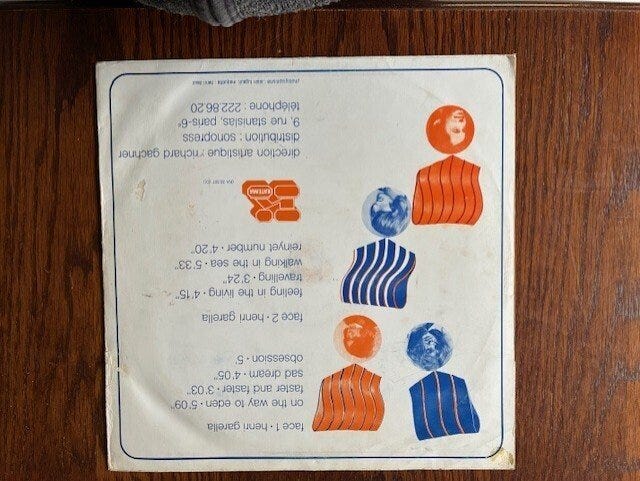 face 1 • henri garella
on the way to eden • 5'09"
faster and faster • 3'03"
sad dream • 4'05"
obsession • 5'
face 2 • henri garella
feeling in the living • 4'15"
travelling • 3'24"
walking in the sea • 5'33"
reinyet number • 4'20"
KATEMA
direction artistique : richard gachner
distribution : sonopress
9, rue stanislas, paris-6e
téléphone : 222.86.20